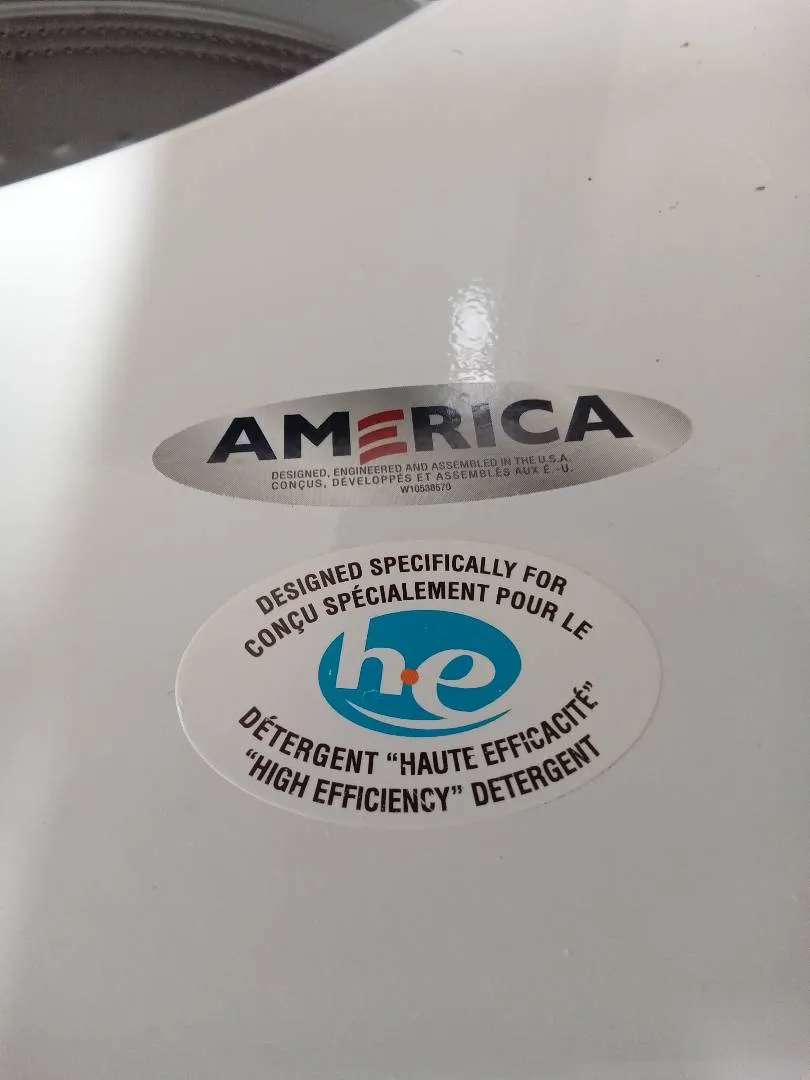 AMERICA
DESIGNED, ENGINEERED AND ASSEMBLED IN THE U.S.A.
CONÇUS, DÉVELOPPÉS ET ASSEMBLÉS AUX É.-U.
W10538570
DESIGNED SPECIFICALLY FOR
CONÇU SPÉCIALEMENT POUR LE
he
DÉTERGENT “HAUTE EFFICACITÉ”
“HIGH EFFICIENCY” DETERGENT